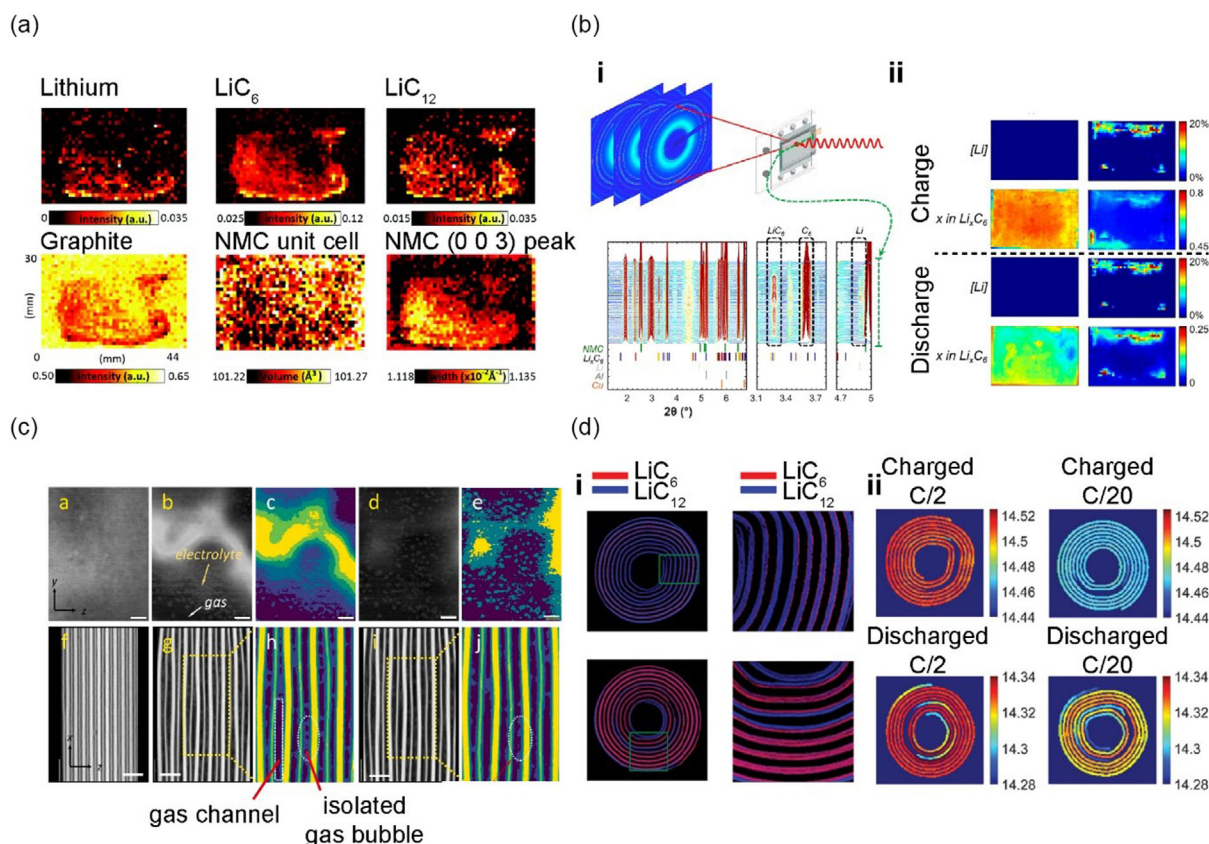 (a)
Lithium
LiC₆
LiC₁₂
0 Intensity (a.u.) 0.035
0.025 Intensity (a.u.) 0.12
0.015 Intensity (a.u.) 0.035
Graphite
NMC unit cell
NMC (0 0 3) peak
30
(mm)
0 (mm) 44
0.50 Intensity (a.u.) 0.65
101.22 Volume (Å³) 101.27
1.118 width (x10⁻²Å⁻¹) 1.135
(b)
i
LiC₆
C₆
Li
NMC
LiₓC₆
Li
Al
Cu
2 3 4 5 6
3.1 3.4 3.7
4.7 5
2θ (°)
ii
Charge
[Li]
20%
0%
x in LiₓC₆
0.8
0.45
Discharge
[Li]
20%
0%
x in LiₓC₆
0.25
0
(c)
a
b
c
d
e
electrolyte
gas
y
z
f
g
h
i
j
x
z
gas channel
isolated
gas bubble
(d)
i
LiC₆
LiC₁₂
LiC₆
LiC₁₂
ii
Charged
C/2
14.52
14.5
14.48
14.46
14.44
Charged
C/20
14.52
14.5
14.48
14.46
14.44
Discharged
C/2
14.34
14.32
14.3
14.28
Discharged
C/20
14.34
14.32
14.3
14.28